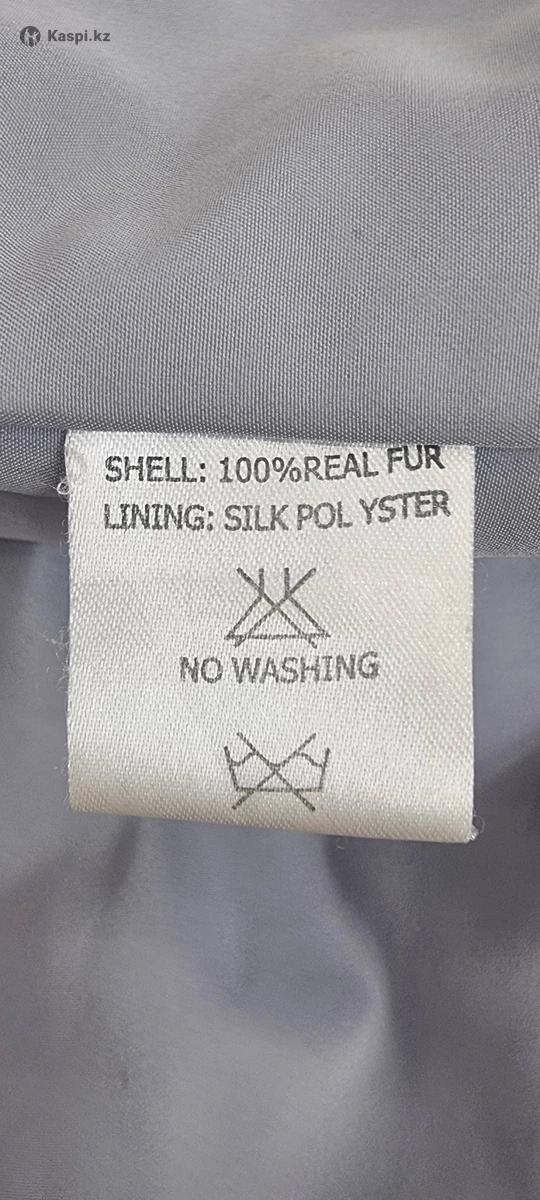 Kaspi.kz
SHELL: 100%REAL FUR
LINING: SILK POL YSTER
NO WASHING